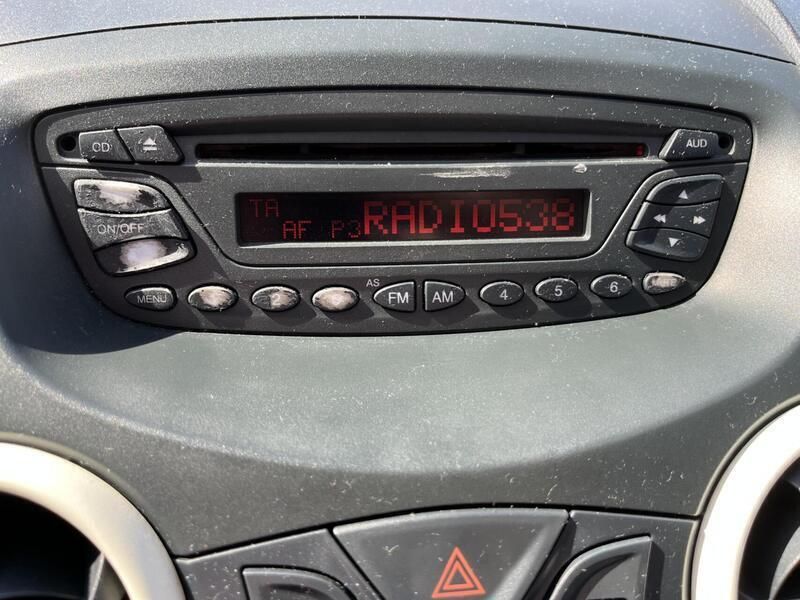 CD
AUD
TA
AF P3 RADIO538
ON/OFF
MENU 2 AS FM AM 4 5 6